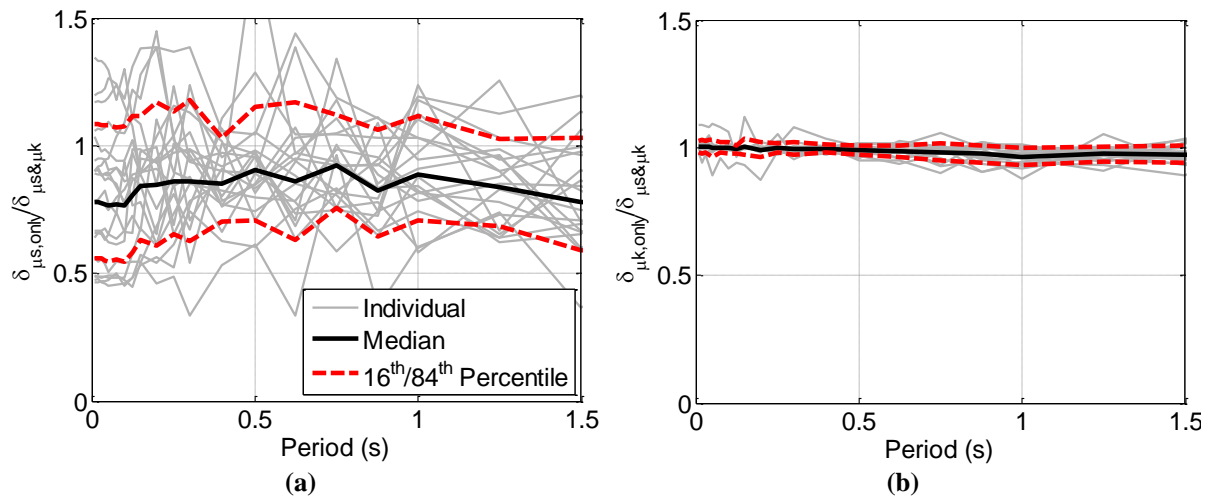 1.5
1
0.5
0
δμs,only/δμs&μk
0 0.5 1 1.5
Period (s)
Individual
Median
16th/84th Percentile
(a)
1.5
1
0.5
0
δμk,only/δμs&μk
0 0.5 1 1.5
Period (s)
(b)